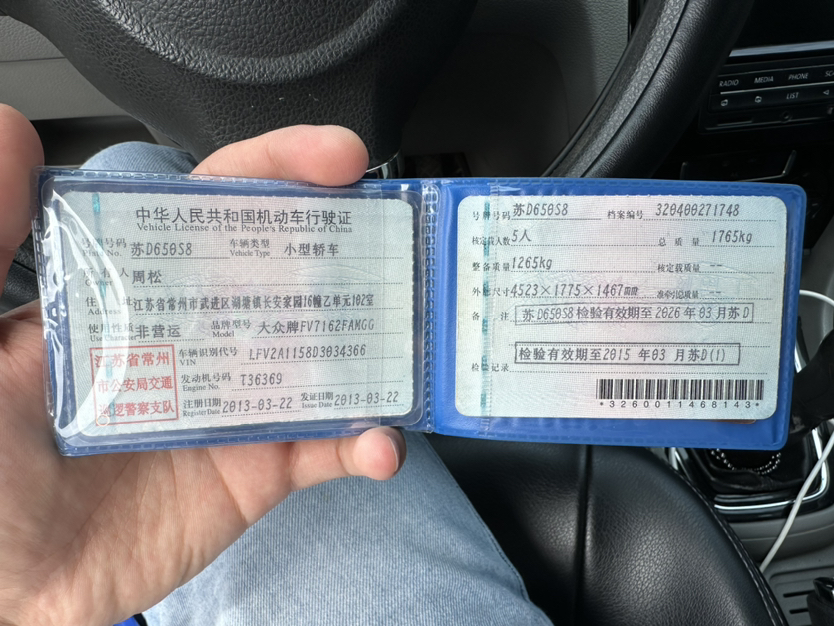 RADIO MEDIA PHONE
LIST
中华人民共和国机动车行驶证
Vehicle License of the People's Republic of China
号牌号码 苏D650S8 车辆类型 小型轿车
Plate No. Vehicle Type
所有人 周松
Owner
住址 江苏省常州市武进区湖塘镇长安家园16幢乙单元102室
Address
使用性质 非营运 品牌型号 大众牌FV7162FAMGG
Use Character Model
江苏省常州市公安局交通巡逻警察支队
车辆识别代号 LFV2A1158D3034366
VIN
发动机号码 T36369
Engine No.
注册日期 2013-03-22 发证日期 2013-03-22
Register Date Issue Date
号牌号码 苏D650S8 档案编号 320400271748
核定载人数 5人 总质量 1765kg
整备质量 1265kg 核定载质量 --
外廓尺寸 4523×1775×1467mm 准牵引总质量 --
备注 苏D650S8检验有效期至2026年03月苏D
检验有效期至2015年03月苏D(1)
检验记录
*3260011468143*